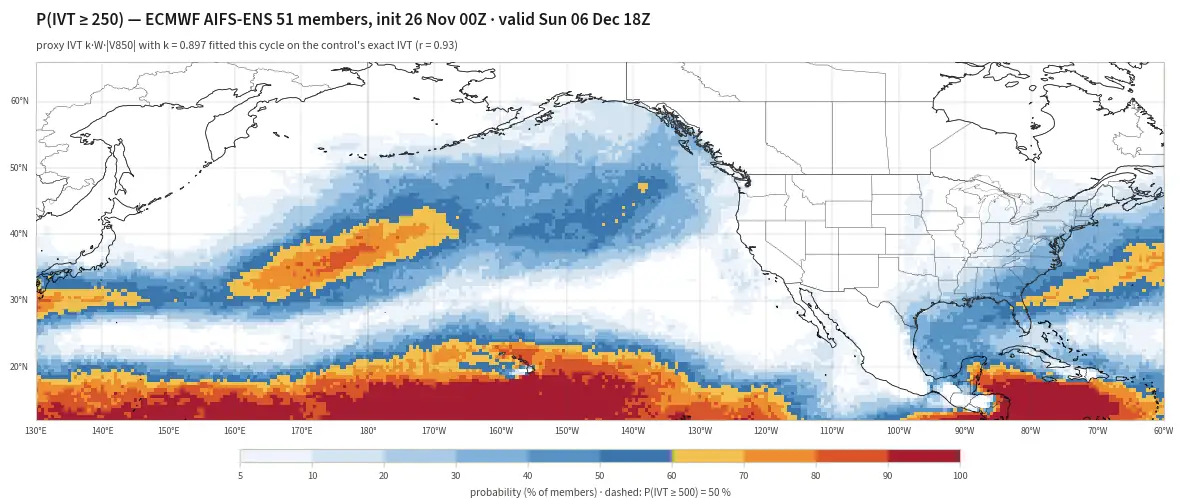 P(IVT ≥ 250) — ECMWF AIFS-ENS 51 members, init 26 Nov 00Z · valid Sun 06 Dec 18Z
proxy IVT k·W·|V850| with k = 0.897 fitted this cycle on the control's exact IVT (r = 0.93)
60°N
50°N
40°N
30°N
20°N
130°E 140°E 150°E 160°E 170°E 180° 170°W 160°W 150°W 140°W 130°W 120°W 110°W 100°W 90°W 80°W 70°W 60°W
5 10 20 30 40 50 60 70 80 90 100
probability (% of members) · dashed: P(IVT ≥ 500) = 50 %